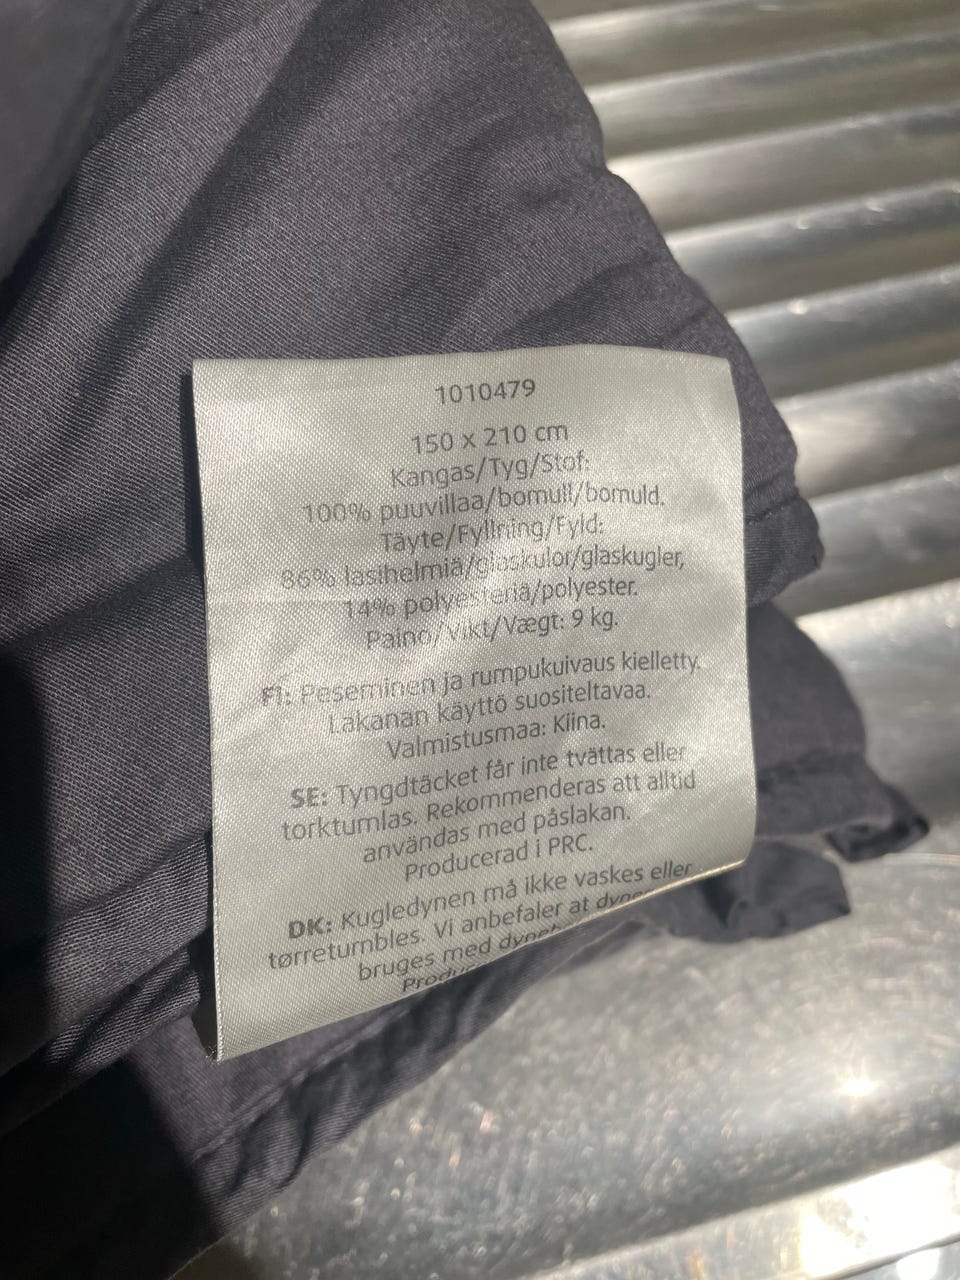 1010479
150 x 210 cm
Kangas/Tyg/Stof:
100% puuvillaa/bomull/bomuld.
Täyte/Fyllning/Fyld:
86% lasihelmiä/glaskulor/glaskugler,
14% polyesteriä/polyester.
Paino/Vikt/Vægt: 9 kg.
FI: Peseminen ja rumpukuivaus kielletty.
Lakanan käyttö suositeltavaa.
Valmistusmaa: Kiina.
SE: Tyngdtäcket får inte tvättas eller
torktumlas. Rekommenderas att alltid
användas med påslakan.
Producerad i PRC.
DK: Kugledynen må ikke vaskes eller
tørretumbles. Vi anbefaler at
bruges med